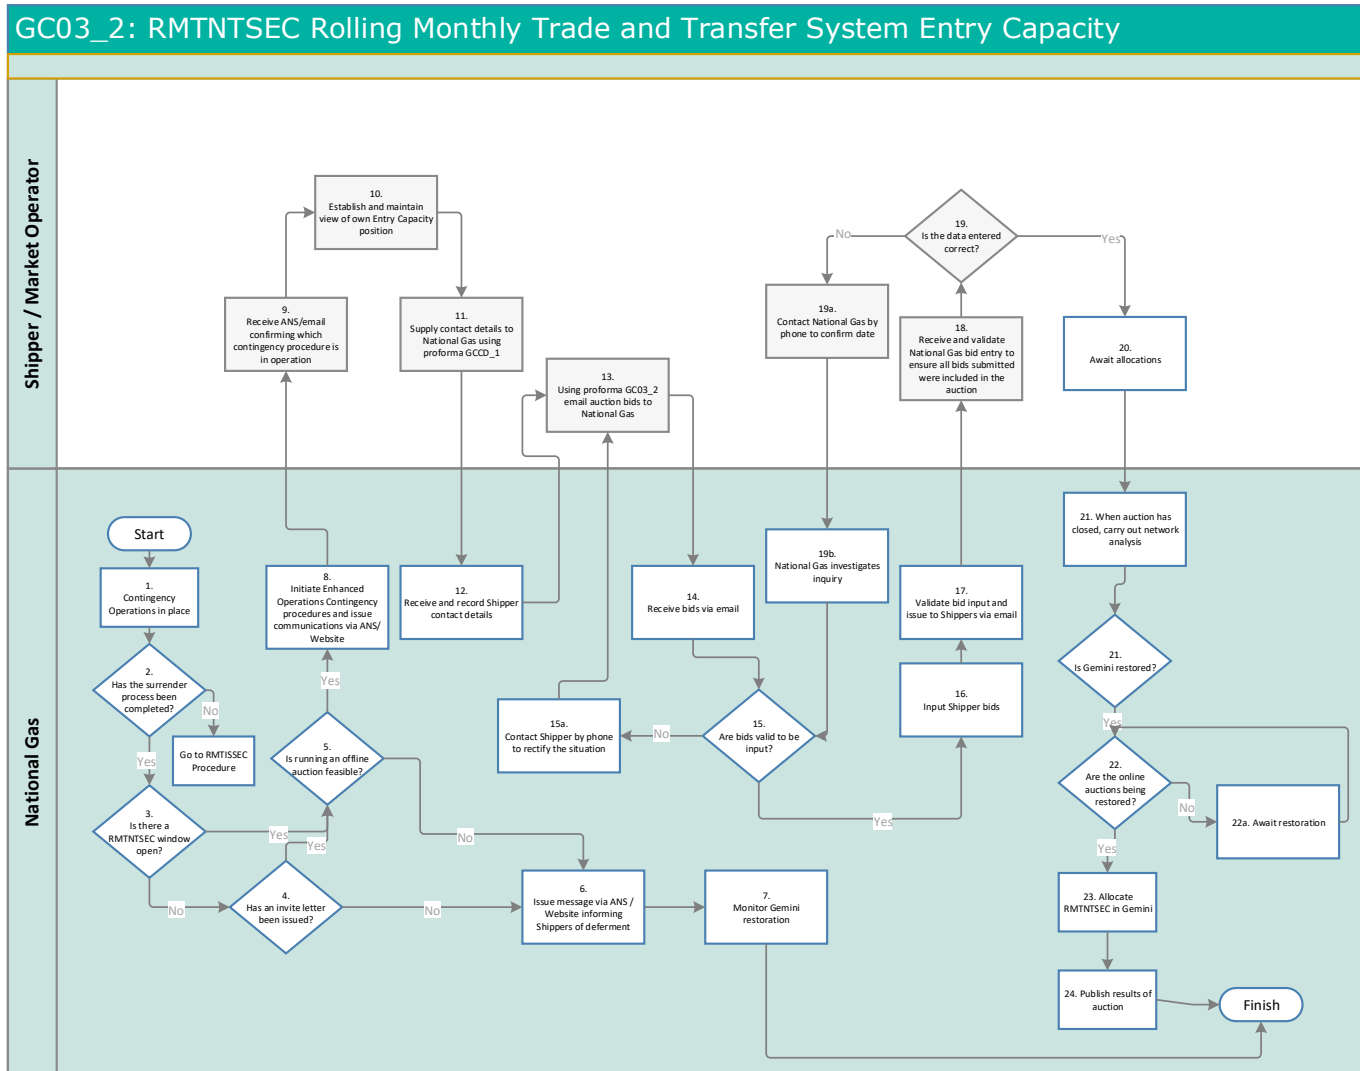 GC03_2: RMTNTSEC Rolling Monthly Trade and Transfer System Entry Capacity
Shipper / Market Operator
10.
Establish and maintain
view of own Entry Capacity
position
9.
Receive ANS/email
confirming which
contingency procedure is
in operation
11.
Supply contact details to
National Gas using
proforma GCCD_1
13.
Using proforma GC03_2
email auction bids to
National Gas
19.
Is the data entered
correct?
No
Yes
19a.
Contact National Gas by
phone to confirm date
18.
Receive and validate
National Gas bid entry to
ensure all bids submitted
were included in the
auction
20.
Await allocations
National Gas
Start
1.
Contingency
Operations in place
2.
Has the surrender
process been
completed?
No
Yes
Go to RMTISSEC
Procedure
3.
Is there a
RMTNTSEC window
open?
Yes
No
4.
Has an invite letter
been issued?
Yes
No
5.
Is running an offline
auction feasible?
Yes
No
8.
Initiate Enhanced
Operations Contingency
procedures and issue
communications via ANS/
Website
6.
Issue message via ANS /
Website informing
Shippers of deferment
7.
Monitor Gemini
restoration
12.
Receive and record Shipper
contact details
14.
Receive bids via email
15.
Are bids valid to be
input?
No
Yes
15a.
Contact Shipper by phone
to rectify the situation
19b.
National Gas investigates
inquiry
17.
Validate bid input and
issue to Shippers via email
16.
Input Shipper bids
21. When auction has
closed, carry out network
analysis
21.
Is Gemini restored?
Yes
22.
Are the online
auctions being
restored?
No
Yes
22a. Await restoration
23. Allocate
RMTNTSEC in Gemini
24. Publish results of
auction
Finish